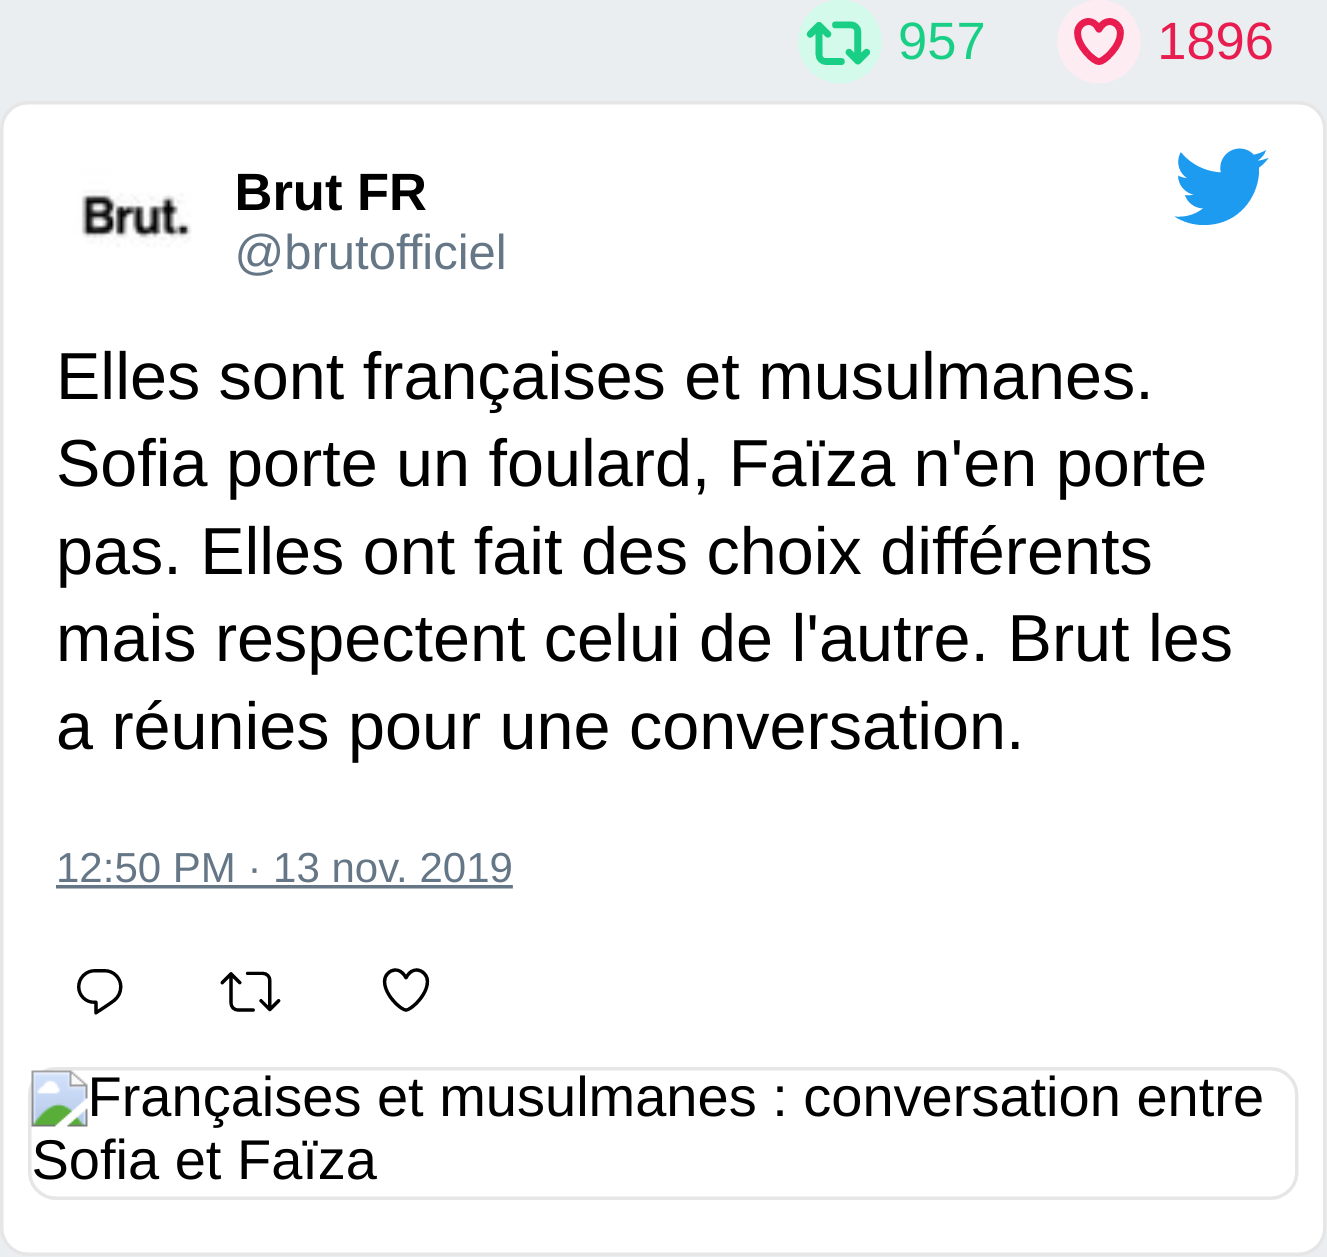 957 1896
Brut.
Brut FR
@brutofficiel
Elles sont françaises et musulmanes.
Sofia porte un foulard, Faïza n'en porte
pas. Elles ont fait des choix différents
mais respectent celui de l'autre. Brut les
a réunies pour une conversation.
12:50 PM · 13 nov. 2019
Françaises et musulmanes : conversation entre
Sofia et Faïza